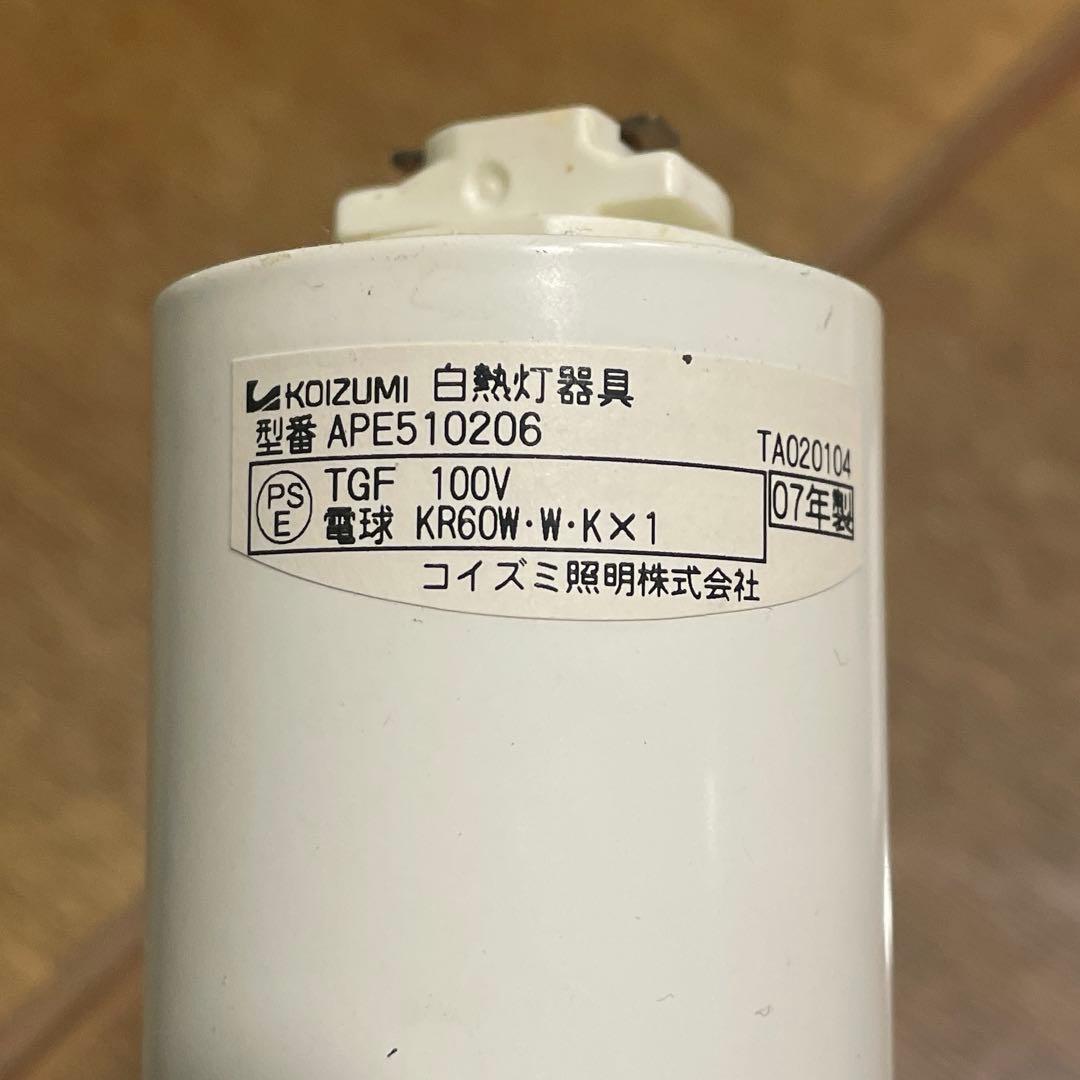 KOIZUMI 白熱灯器具
型番 APE510206
TA020104
PSE TGF 100V
電球 KR60W・W・K×1
07年製
コイズミ照明株式会社